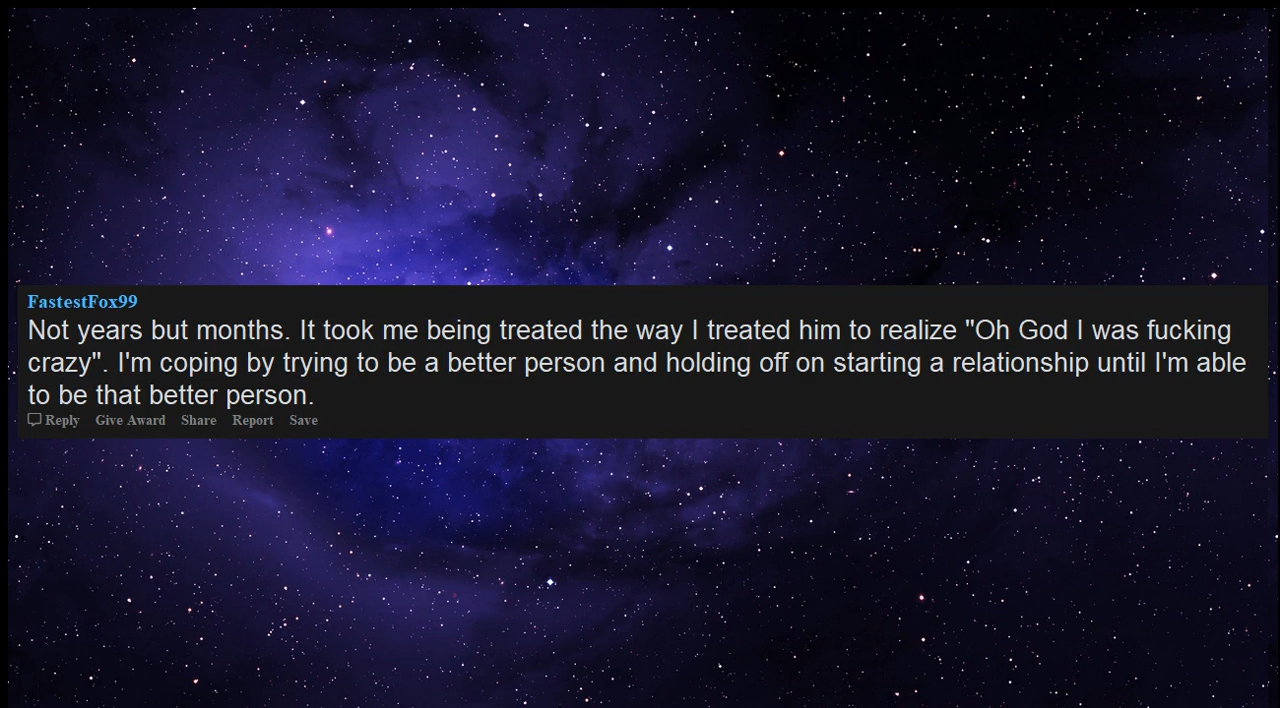 FastestFox99
Not years but months. It took me being treated the way I treated him to realize "Oh God I was fucking
crazy". I'm coping by trying to be a better person and holding off on starting a relationship until I'm able
to be that better person.
Reply Give Award Share Report Save